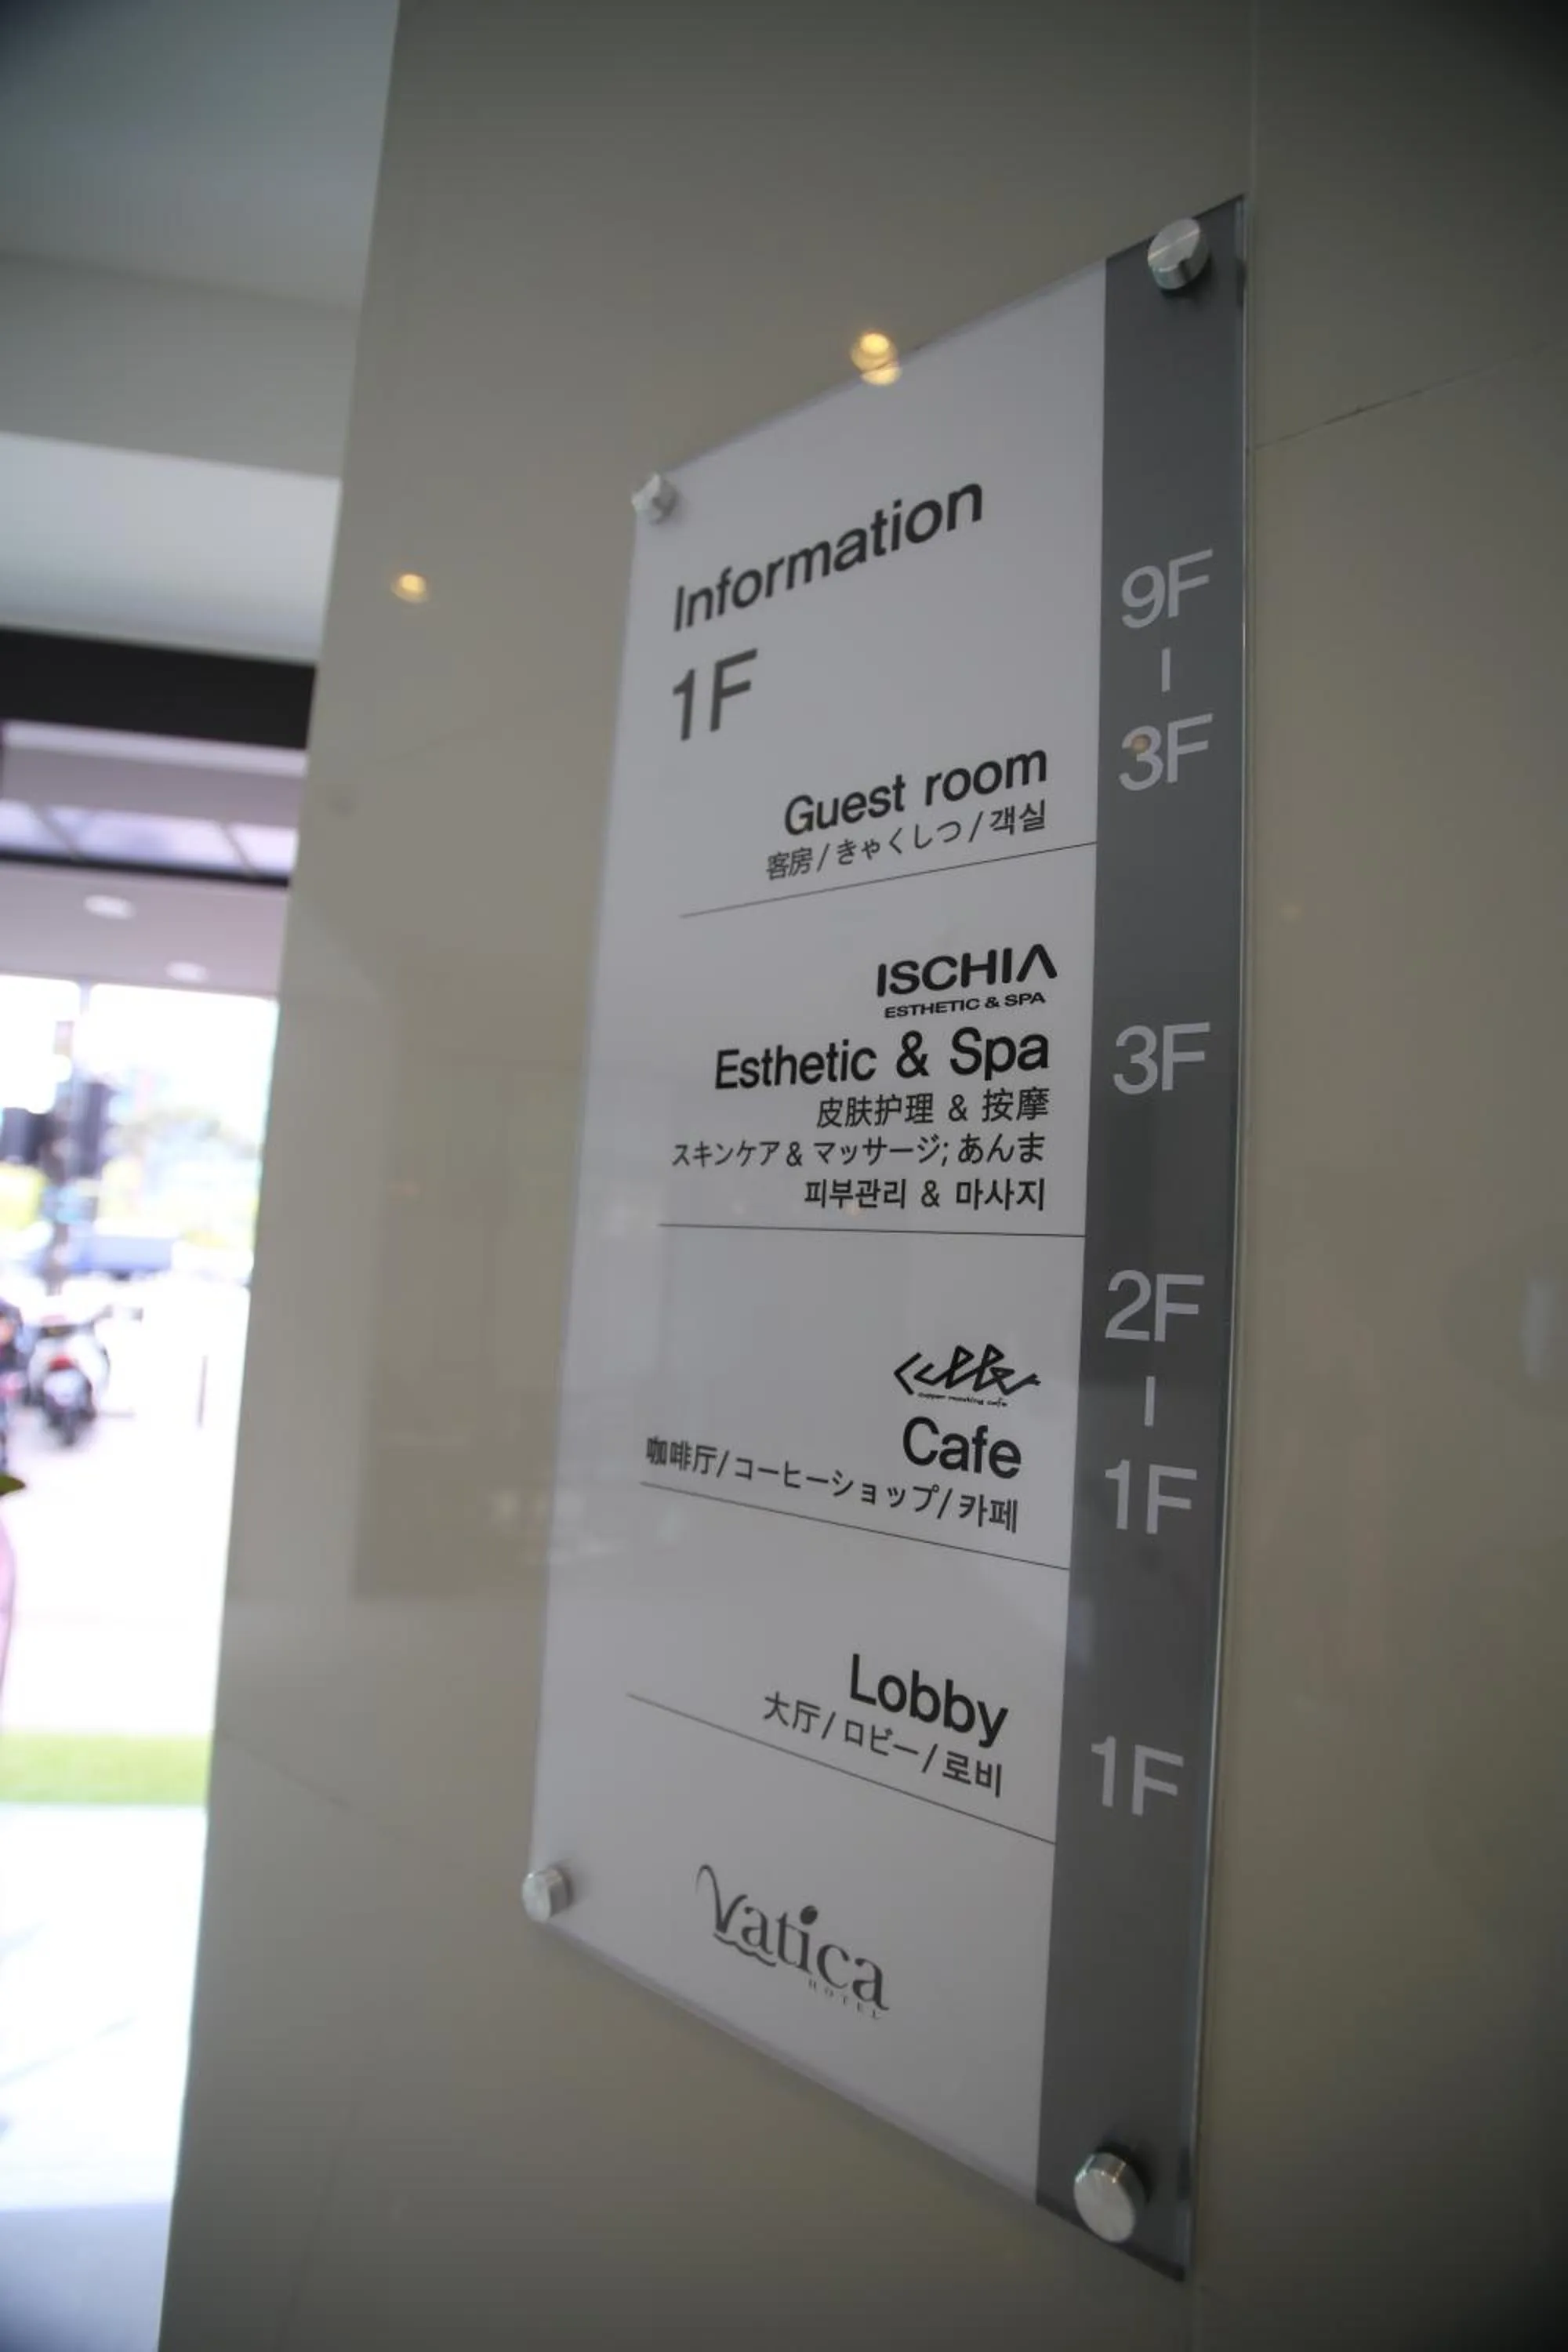 Information
1F
Guest room
客房/きゃくしつ/객실
9F
-
3F
ISCHIA
ESTHETIC & SPA
Esthetic & Spa
皮肤护理 & 按摩
スキンケア& マッサージ; あんま
피부관리 & 마사지
3F
Cafe
咖啡厅/コーヒーショップ/카페
2F
-
1F
Lobby
大厅/ロビー/로비
1F
Vatica
HOTEL